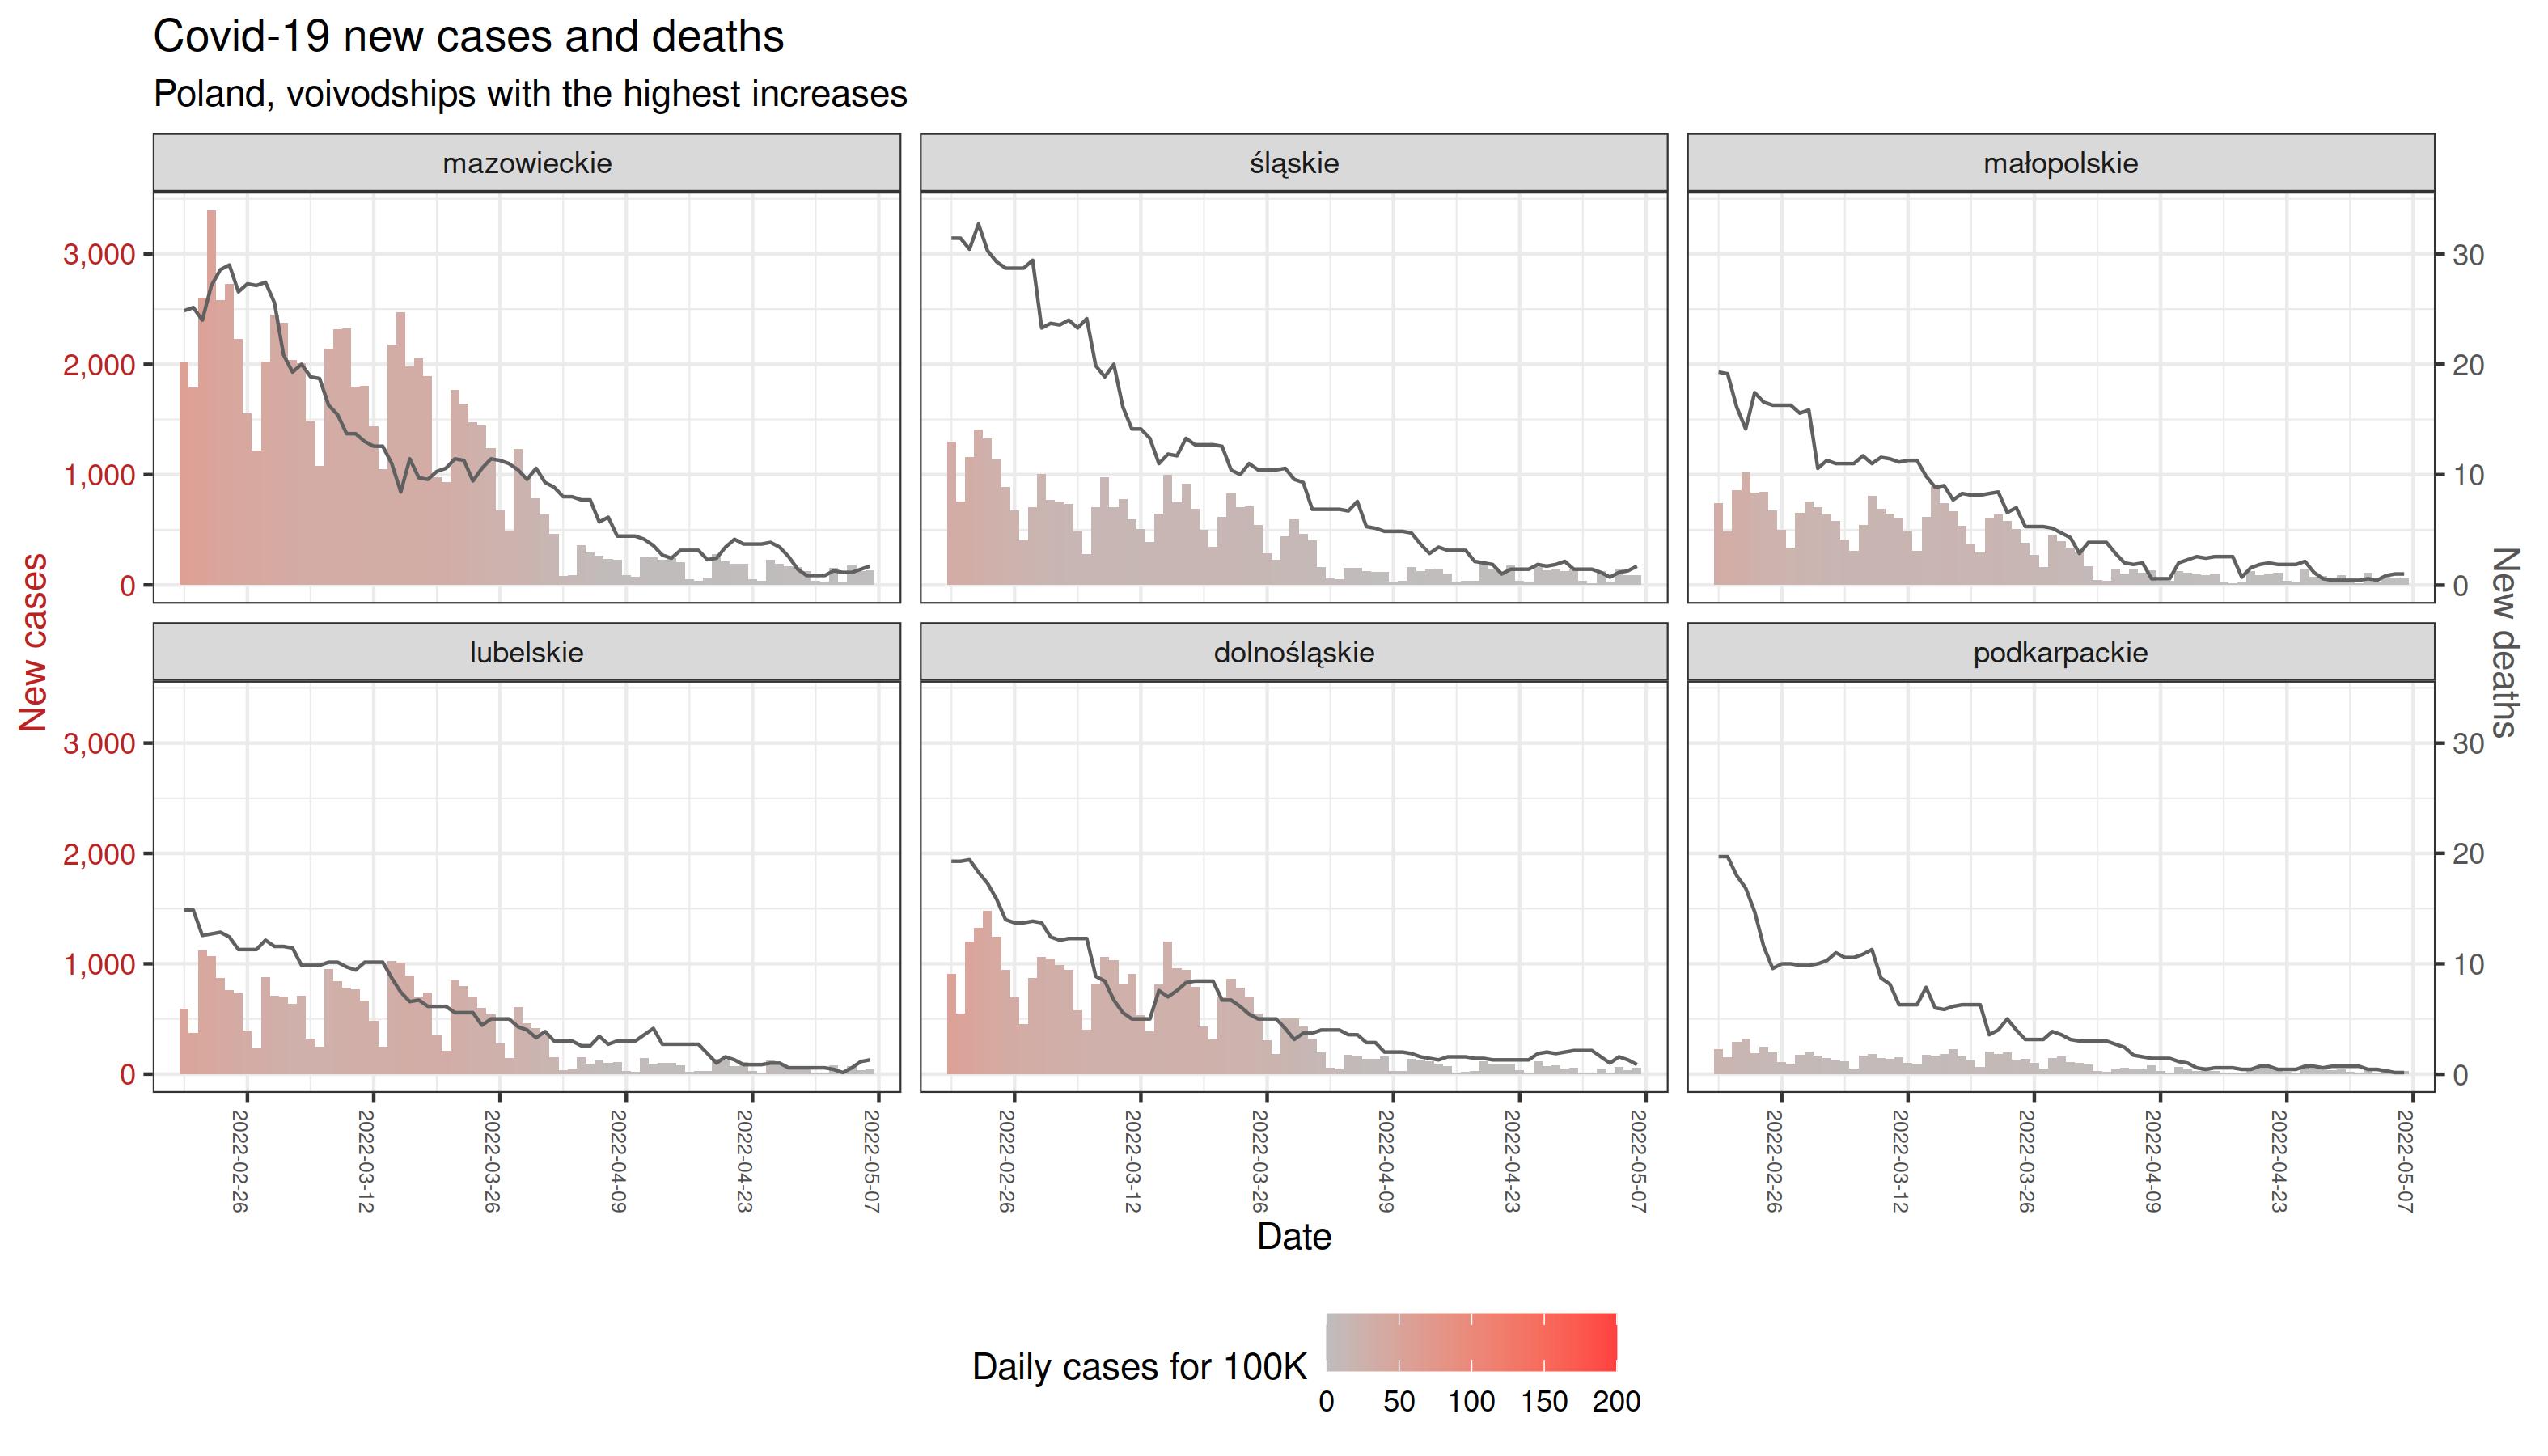 Covid-19 new cases and deaths
Poland, voivodships with the highest increases
mazowieckie
śląskie
małopolskie
3,000
2,000
1,000
0
30
20
10
0
New cases
New deaths
lubelskie
dolnośląskie
podkarpackie
3,000
2,000
1,000
0
30
20
10
0
2022-02-26
2022-03-12
2022-03-26
2022-04-09
2022-04-23
2022-05-07
2022-02-26
2022-03-12
2022-03-26
2022-04-09
2022-04-23
2022-05-07
2022-02-26
2022-03-12
2022-03-26
2022-04-09
2022-04-23
2022-05-07
Date
Daily cases for 100K
0 50 100 150 200